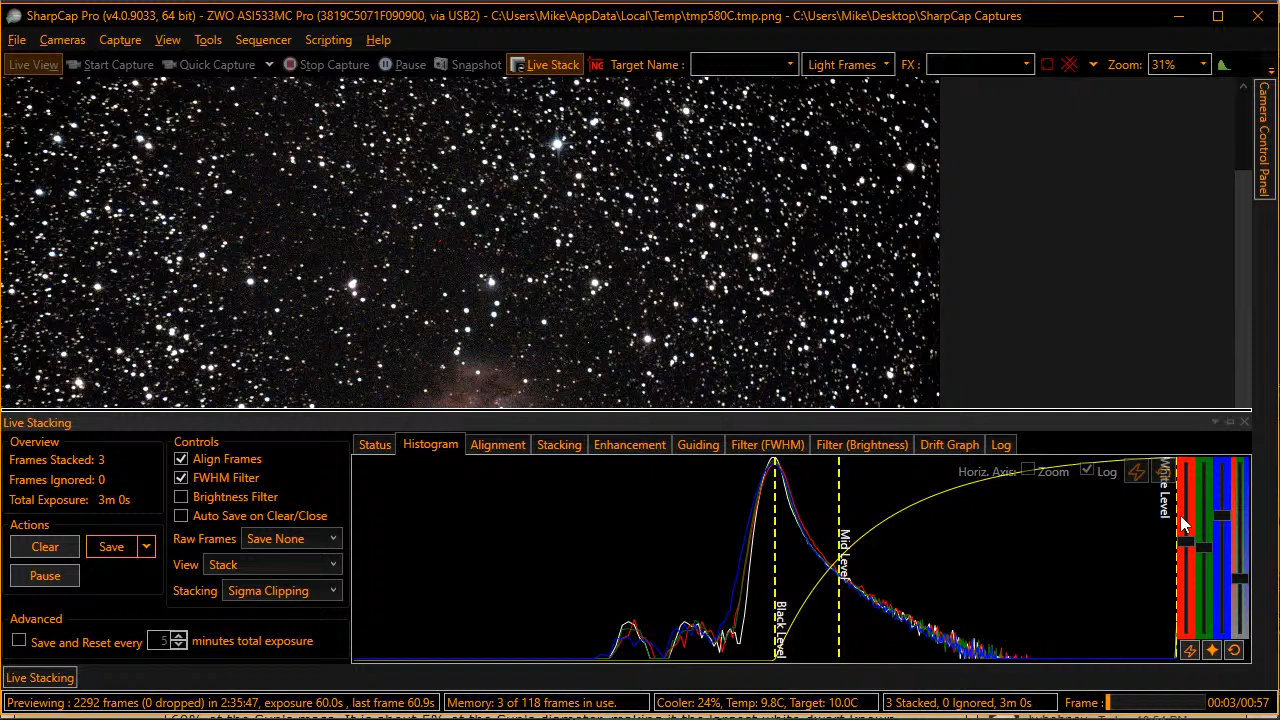 SharpCap Pro (v4.0.9033, 64 bit) - ZWO ASI533MC Pro (3819C5071F090900, via USB2) - C:\Users\Mike\AppData\Local\Temp\tmp580C.tmp.png - C:\Users\Mike\Desktop\SharpCap Captures
File Cameras Capture View Tools Sequencer Scripting Help
Live View Start Capture Quick Capture Stop Capture Pause Snapshot Live Stack NC Target Name : Light Frames FX : Zoom: 31%
Camera Control Panel
Live Stacking
Overview
Frames Stacked: 3
Frames Ignored: 0
Total Exposure: 3m 0s
Actions
Clear Save
Pause
Controls
Align Frames
FWHM Filter
Brightness Filter
Auto Save on Clear/Close
Raw Frames Save None
View Stack
Stacking Sigma Clipping
Advanced
Save and Reset every 5 minutes total exposure
Status Histogram Alignment Stacking Enhancement Guiding Filter (FWHM) Filter (Brightness) Drift Graph Log
Horiz. Axis: Zoom Log
White Level
Mid Level
Black Level
Live Stacking
Previewing : 2292 frames (0 dropped) in 2:35:47, exposure 60.0s , last frame 60.9s Memory: 3 of 118 frames in use. Cooler: 24%, Temp: 9.8C, Target: 10.0C 3 Stacked, 0 Ignored, 3m 0s Frame : 00:03/00:57